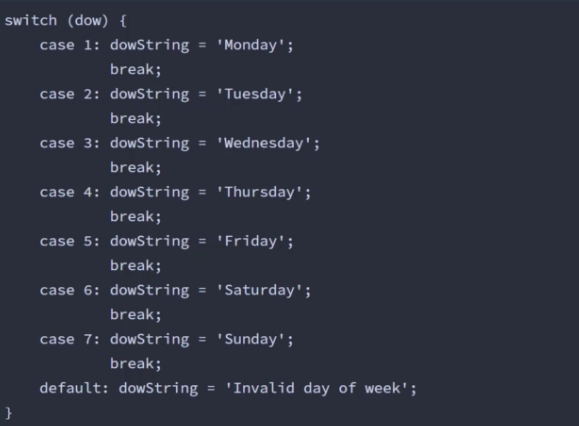 switch (dow) {
    case 1: dowString = 'Monday';
            break;
    case 2: dowString = 'Tuesday';
            break;
    case 3: dowString = 'Wednesday';
            break;
    case 4: dowString = 'Thursday';
            break;
    case 5: dowString = 'Friday';
            break;
    case 6: dowString = 'Saturday';
            break;
    case 7: dowString = 'Sunday';
            break;
    default: dowString = 'Invalid day of week';
}